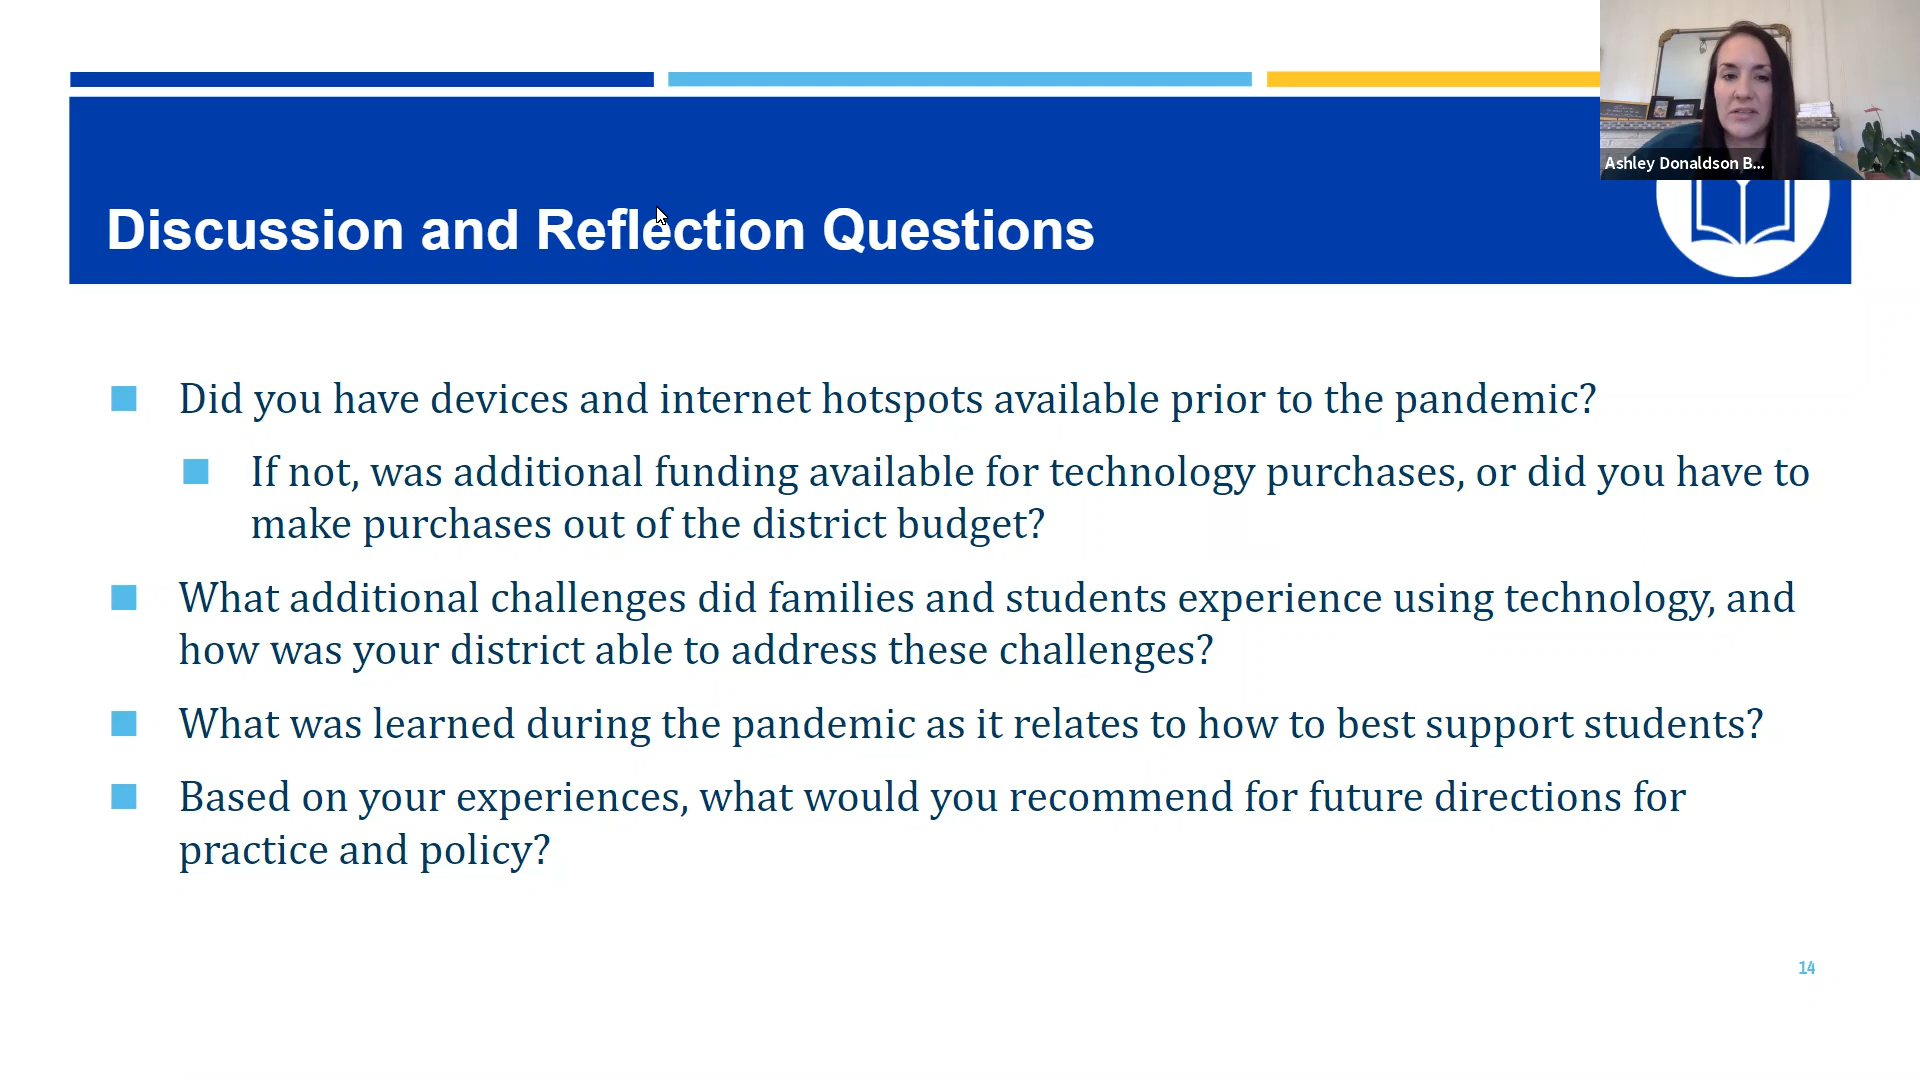 Ashley Donaldson B...
Discussion and Reflection Questions
Did you have devices and internet hotspots available prior to the pandemic?
If not, was additional funding available for technology purchases, or did you have to
make purchases out of the district budget?
What additional challenges did families and students experience using technology, and
how was your district able to address these challenges?
What was learned during the pandemic as it relates to how to best support students?
Based on your experiences, what would you recommend for future directions for
practice and policy?
14